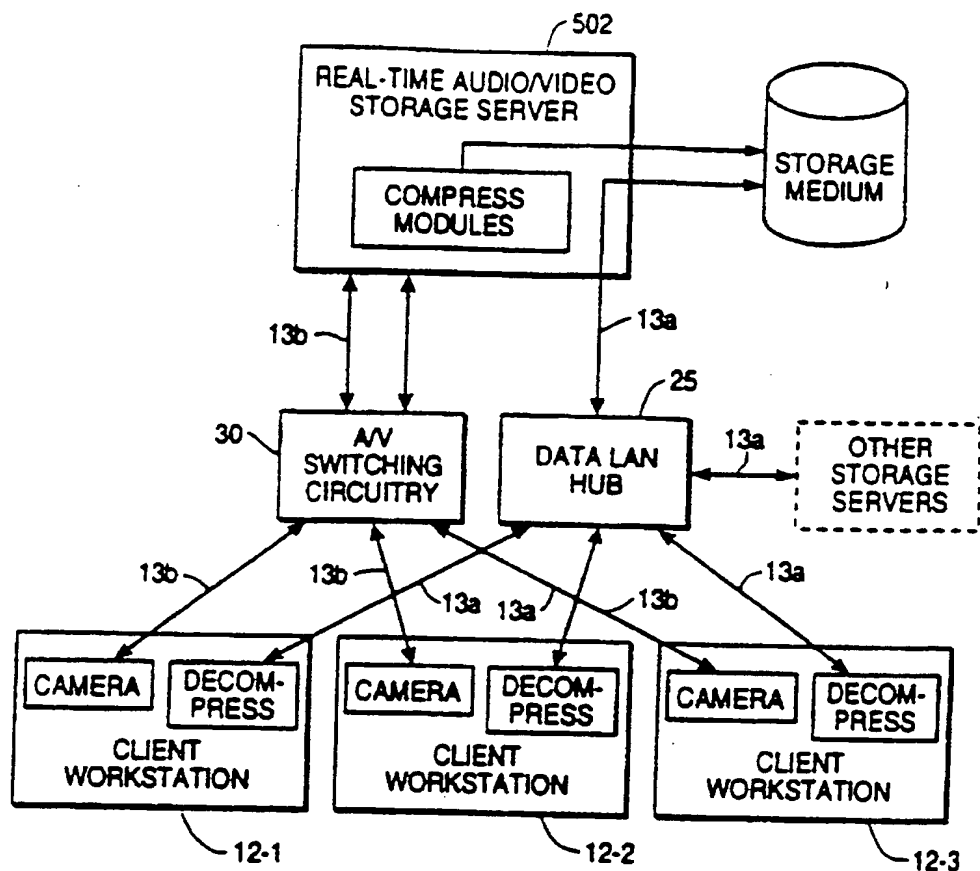 502
REAL-TIME AUDIO/VIDEO
STORAGE SERVER
COMPRESS
MODULES
STORAGE
MEDIUM
13b
13a
30
A/V
SWITCHING
CIRCUITRY
25
DATA LAN
HUB
13a
OTHER
STORAGE
SERVERS
13b
13b
13a
13a
13b
13a
CAMERA
DECOM-
PRESS
CLIENT
WORKSTATION
CAMERA
DECOM-
PRESS
CLIENT
WORKSTATION
CAMERA
DECOM-
PRESS
CLIENT
WORKSTATION
12-1
12-2
12-3